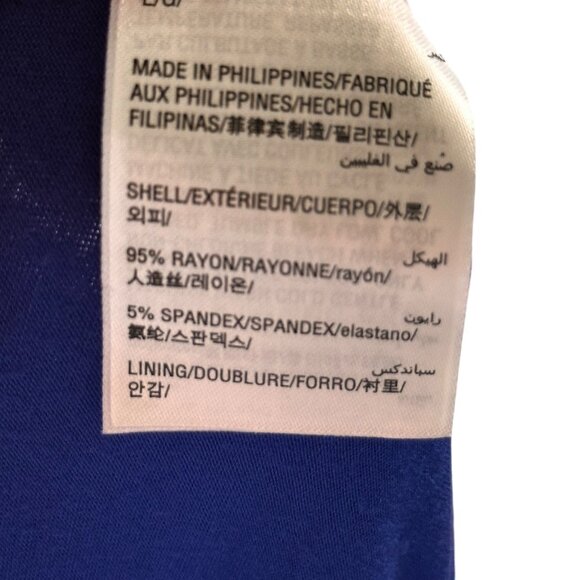 L/G/
MADE IN PHILIPPINES/FABRIQUÉ
AUX PHILIPPINES/HECHO EN
FILIPINAS/菲律宾制造/필리핀산/
صنع في الفلبين
SHELL/EXTÉRIEUR/CUERPO/外层/
외피/
الهيكل
95% RAYON/RAYONNE/rayón/
人造丝/레이온/
رايون
5% SPANDEX/SPANDEX/elastano/
氨纶/스판덱스/
سباندكس
LINING/DOUBLURE/FORRO/衬里/
안감/